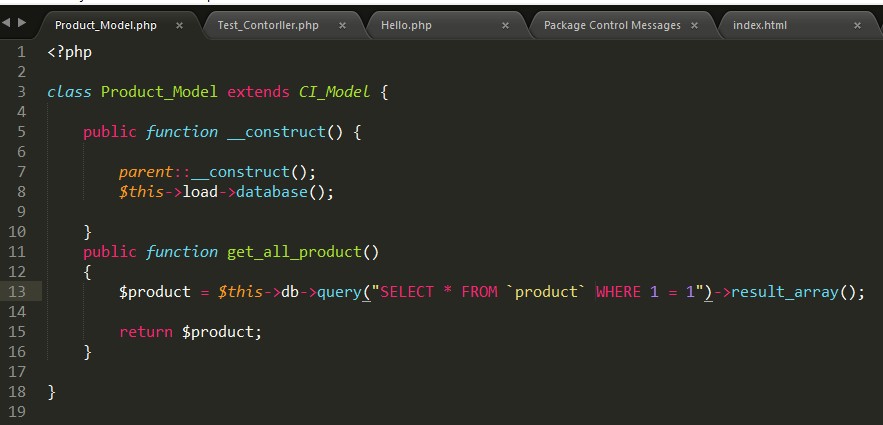 Product_Model.php × Test_Contorller.php × Hello.php × Package Control Messages × index.html ×
1 <?php
2
3 class Product_Model extends CI_Model {
4
5     public function __construct() {
6
7         parent::__construct();
8         $this->load->database();
9
10     }
11     public function get_all_product()
12     {
13         $product = $this->db->query("SELECT * FROM `product` WHERE 1 = 1")->result_array();
14
15         return $product;
16     }
17
18 }
19